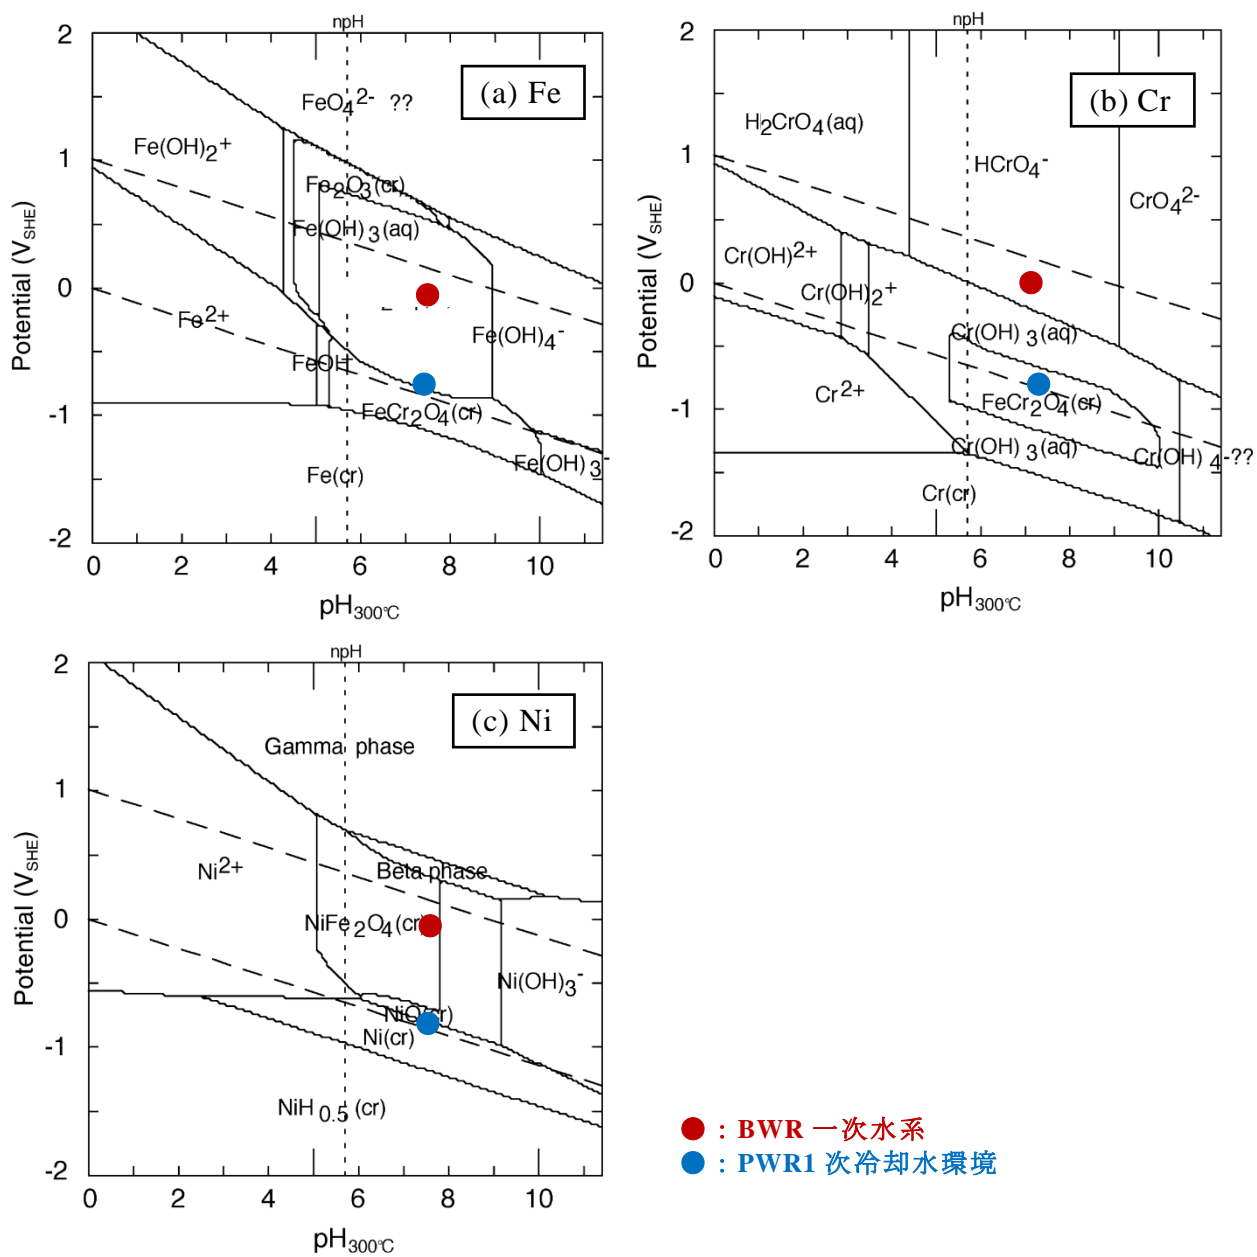 npH
(a) Fe
FeO4 2- ??
Fe(OH)2+
Fe2O3(cr)
Fe(OH)3(aq)
Fe2+
Fe(OH)4-
FeOH+
FeCr2O4(cr)
Fe(OH)3-
Fe(cr)
2
1
0
-1
-2
Potential (VSHE)
0 2 4 6 8 10
pH300℃
npH
(b) Cr
H2CrO4(aq)
HCrO4-
CrO4 2-
Cr(OH)2+
Cr(OH)2+
Cr(OH)3(aq)
Cr2+
FeCr2O4(cr)
Cr(OH)3(aq)
Cr(OH)4-??
Cr(cr)
2
1
0
-1
-2
Potential (VSHE)
0 2 4 6 8 10
pH300℃
npH
(c) Ni
Gamma phase
Ni2+
Beta phase
NiFe2O4(cr)
Ni(OH)3-
NiO(cr)
Ni(cr)
NiH0.5(cr)
2
1
0
-1
-2
Potential (VSHE)
0 2 4 6 8 10
pH300℃
: BWR 一次水系
: PWR1 次冷却水環境